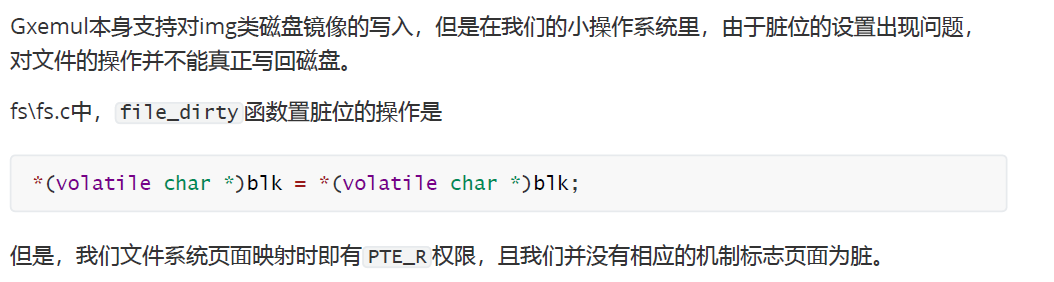 Gxemul本身支持对img类磁盘镜像的写入，但是在我们的小操作系统里，由于脏位的设置出现问题，
对文件的操作并不能真正写回磁盘。
fs\fs.c中，file_dirty函数置脏位的操作是
*(volatile char *)blk = *(volatile char *)blk;
但是，我们文件系统页面映射时即有PTE_R权限，且我们并没有相应的机制标志页面为脏。